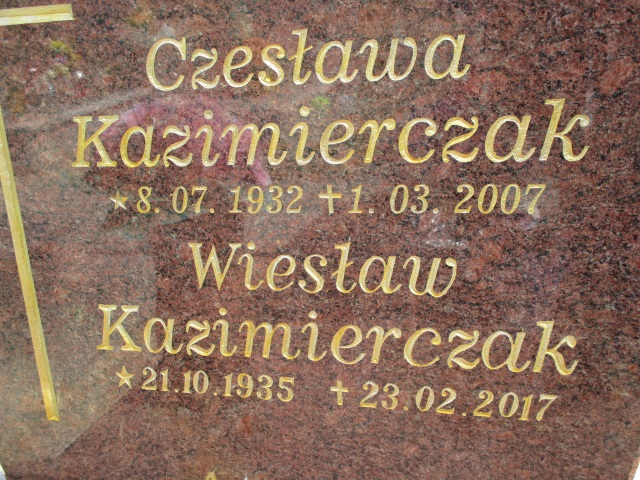 Czesława
Kazimierczak
★8. 07. 1932 ✝1. 03. 2007
Wiesław
Kazimierczak
★21.10.1935 ✝23.02.2017